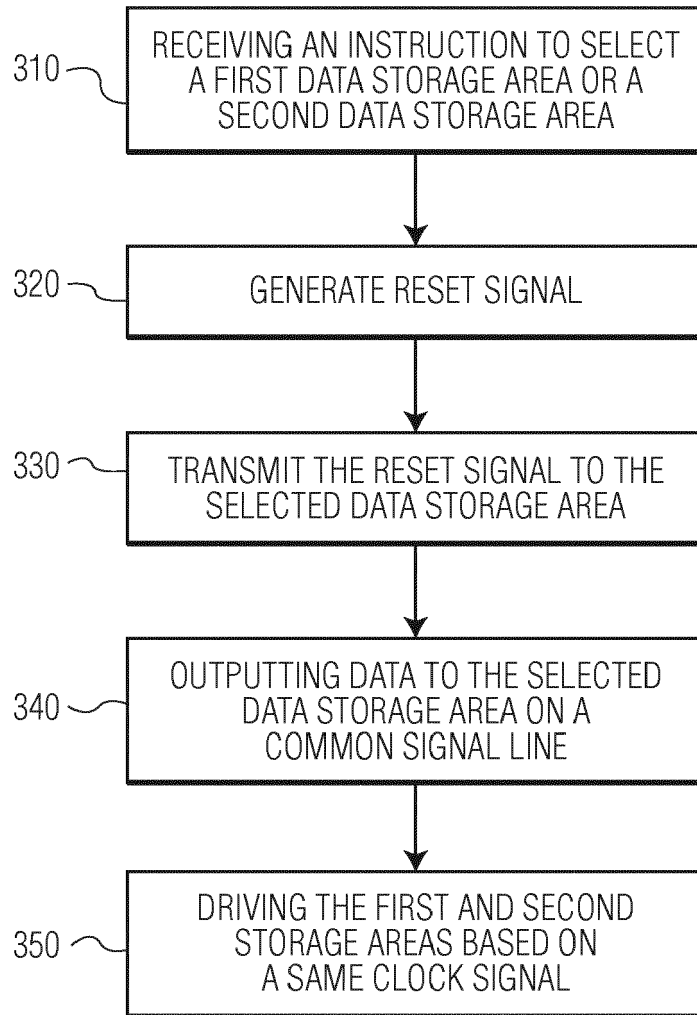 310
RECEIVING AN INSTRUCTION TO SELECT
A FIRST DATA STORAGE AREA OR A
SECOND DATA STORAGE AREA
320
GENERATE RESET SIGNAL
330
TRANSMIT THE RESET SIGNAL TO THE
SELECTED DATA STORAGE AREA
340
OUTPUTTING DATA TO THE SELECTED
DATA STORAGE AREA ON A
COMMON SIGNAL LINE
350
DRIVING THE FIRST AND SECOND
STORAGE AREAS BASED ON
A SAME CLOCK SIGNAL